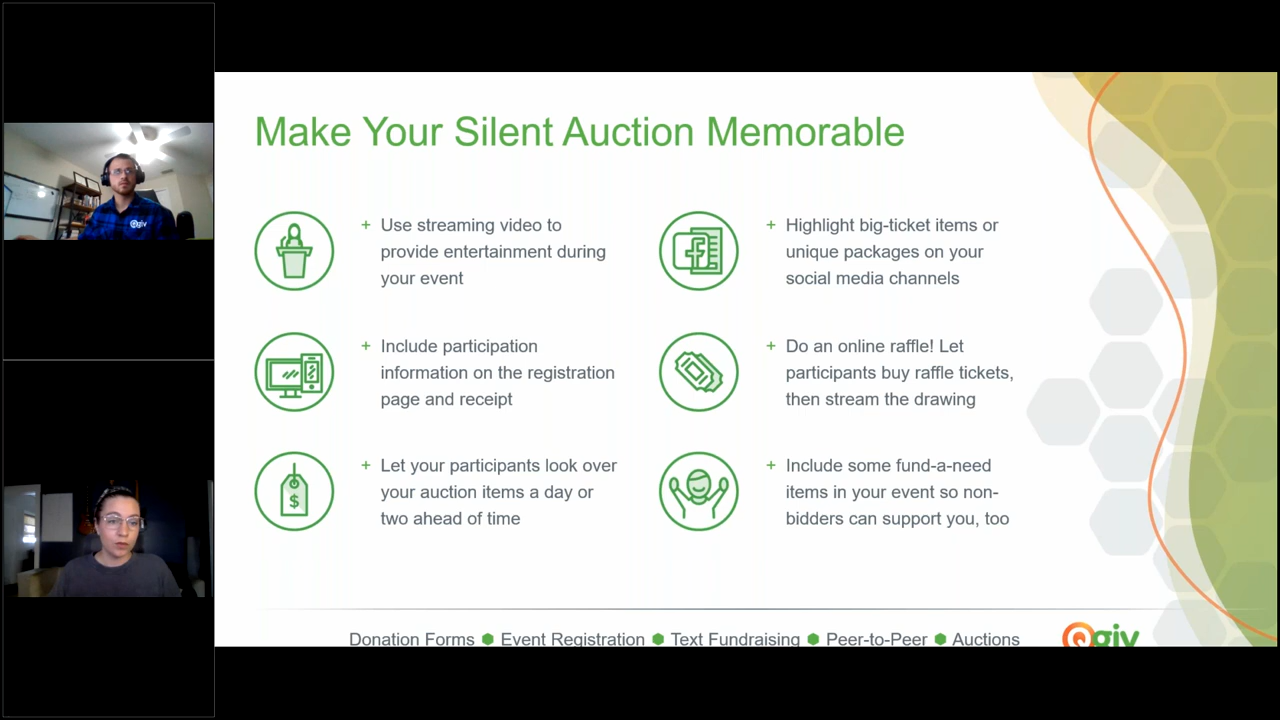 Make Your Silent Auction Memorable
+ Use streaming video to
provide entertainment during
your event
+ Highlight big-ticket items or
unique packages on your
social media channels
+ Include participation
information on the registration
page and receipt
+ Do an online raffle! Let
participants buy raffle tickets,
then stream the drawing
$
+ Let your participants look over
your auction items a day or
two ahead of time
+ Include some fund-a-need
items in your event so non-
bidders can support you, too
Donation Forms Event Registration Text Fundraising Peer-to-Peer Auctions
Qgiv
Qgiv